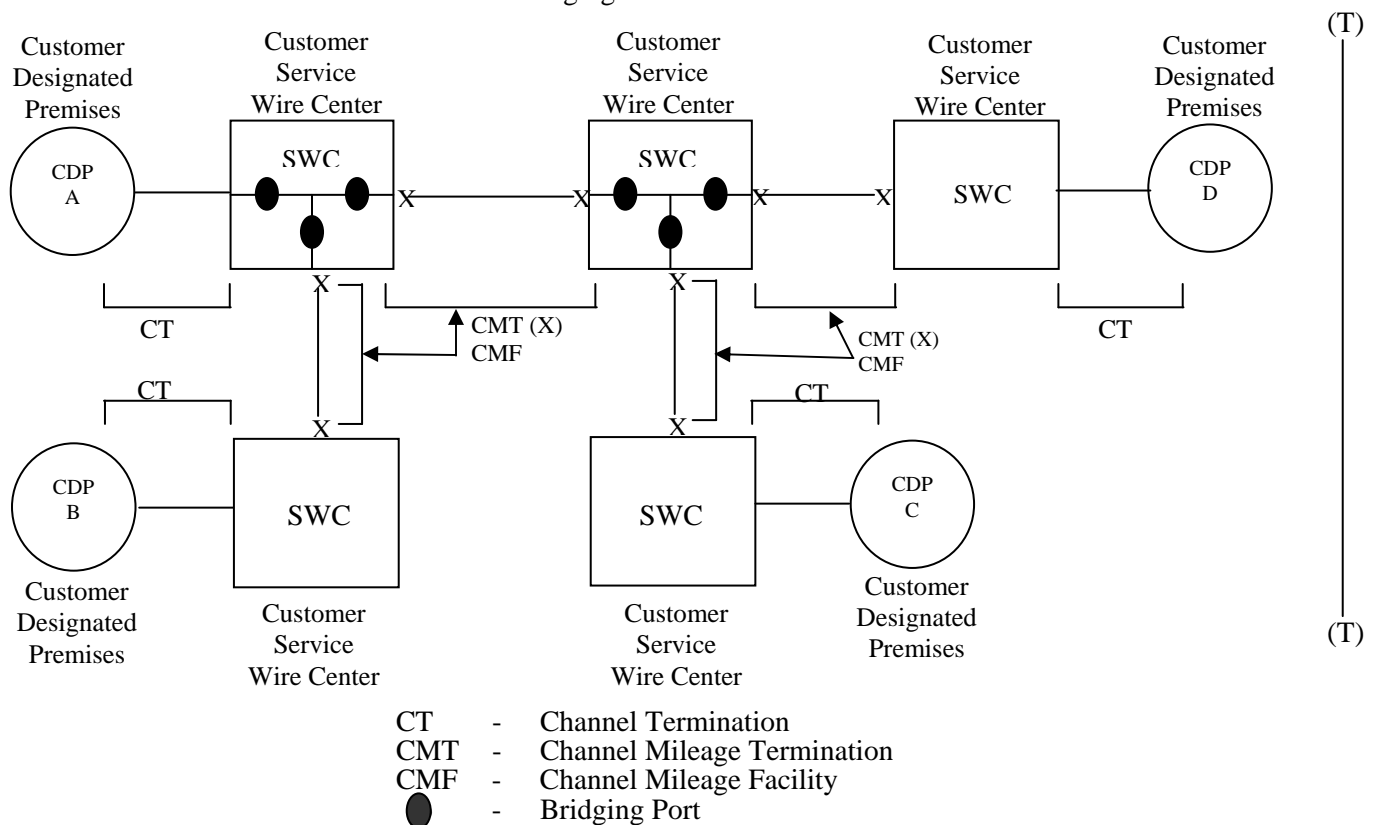 (T)
Customer
Designated
Premises
Customer
Service
Wire Center
Customer
Service
Wire Center
Customer
Service
Wire Center
Customer
Designated
Premises
CDP
A
SWC
SWC
SWC
CDP
D
X
X
X
X
X
X
CT
CMT (X)
CMF
CMT (X)
CMF
CT
CT
CT
X
X
CDP
B
SWC
SWC
CDP
C
Customer
Designated
Premises
Customer
Service
Wire Center
Customer
Service
Wire Center
Customer
Designated
Premises
(T)
CT - Channel Termination
CMT - Channel Mileage Termination
CMF - Channel Mileage Facility
- Bridging Port